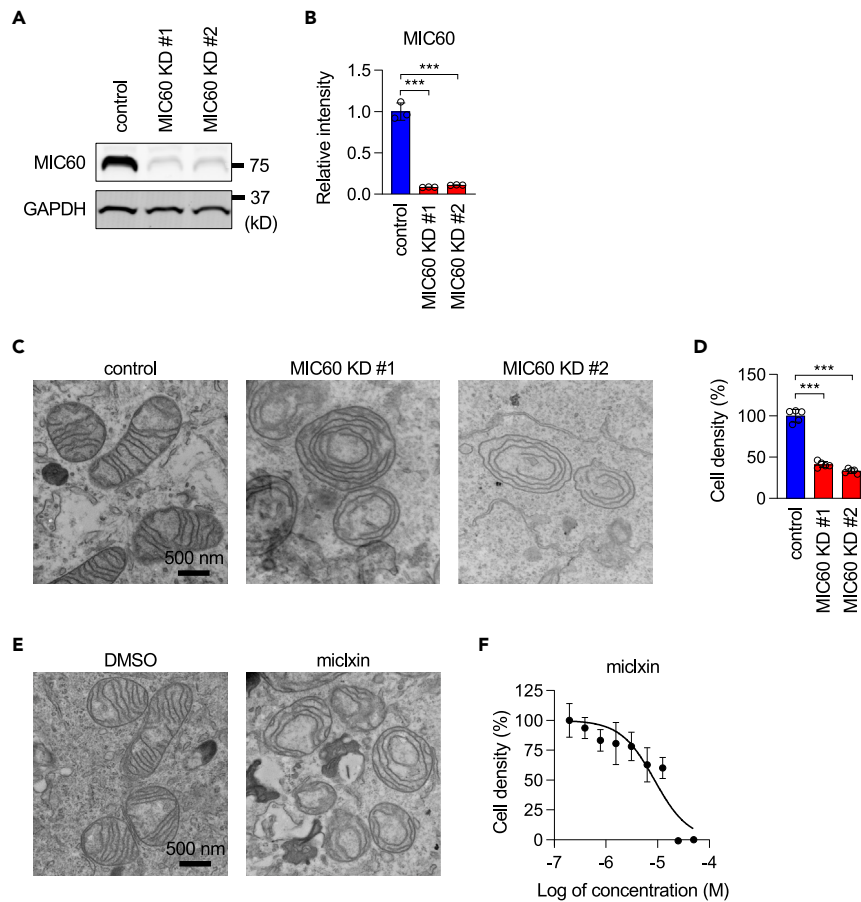 A
control
MIC60 KD #1
MIC60 KD #2
MIC60
75
GAPDH
37
(kD)
B
MIC60
***
***
Relative intensity
1.5
1.0
0.5
0.0
control
MIC60 KD #1
MIC60 KD #2
C
control
MIC60 KD #1
MIC60 KD #2
500 nm
D
***
***
Cell density (%)
150
100
50
0
control
MIC60 KD #1
MIC60 KD #2
E
DMSO
miclxin
500 nm
F
miclxin
Cell density (%)
125
100
75
50
25
0
-7 -6 -5 -4
Log of concentration (M)